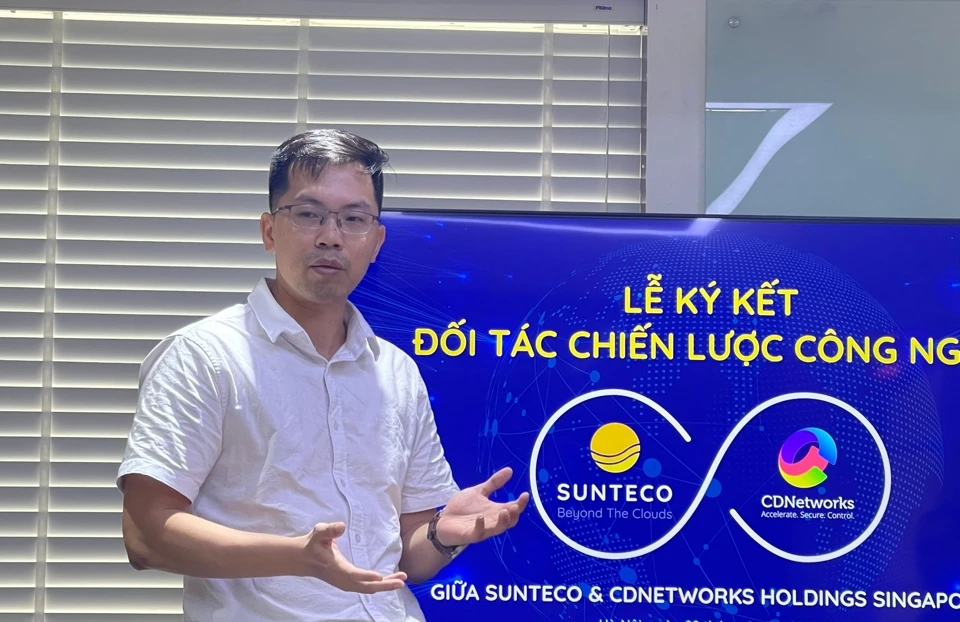 LỄ KÝ KẾT
ĐỐI TÁC CHIẾN LƯỢC CÔNG NG
SUNTECO
Beyond The Clouds
CDNetworks
Accelerate. Secure. Control.
GIỮA SUNTECO & CDNETWORKS HOLDINGS SINGAPO